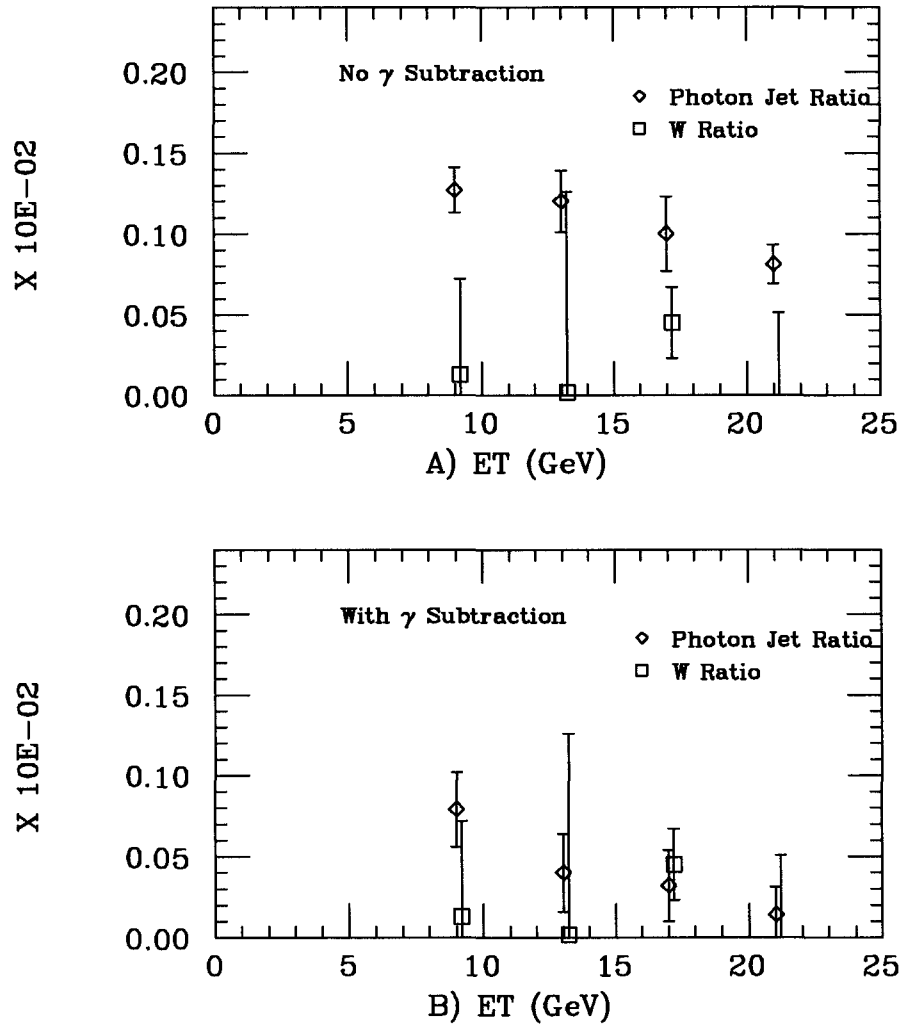 No γ Subtraction
Photon Jet Ratio
W Ratio
X 10E-02
0.20
0.15
0.10
0.05
0.00
0 5 10 15 20 25
A) ET (GeV)
With γ Subtraction
Photon Jet Ratio
W Ratio
X 10E-02
0.20
0.15
0.10
0.05
0.00
0 5 10 15 20 25
B) ET (GeV)